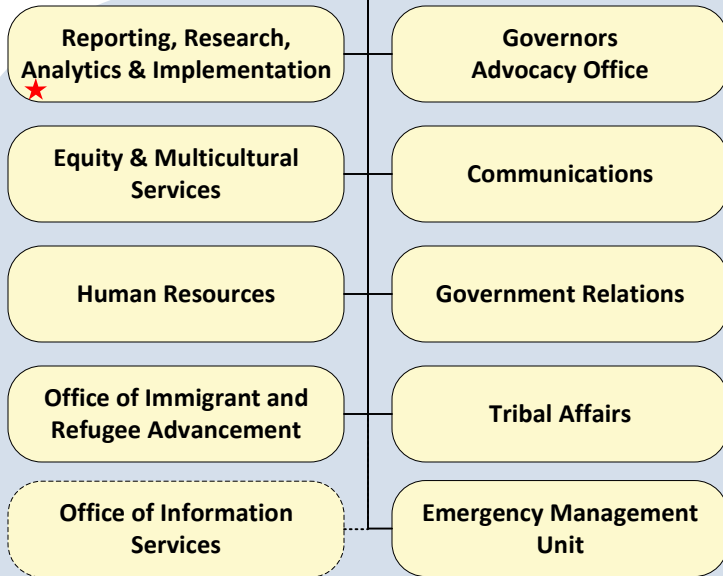 Reporting, Research,
Analytics & Implementation
Governors
Advocacy Office
Equity & Multicultural
Services
Communications
Human Resources
Government Relations
Office of Immigrant and
Refugee Advancement
Tribal Affairs
Office of Information
Services
Emergency Management
Unit